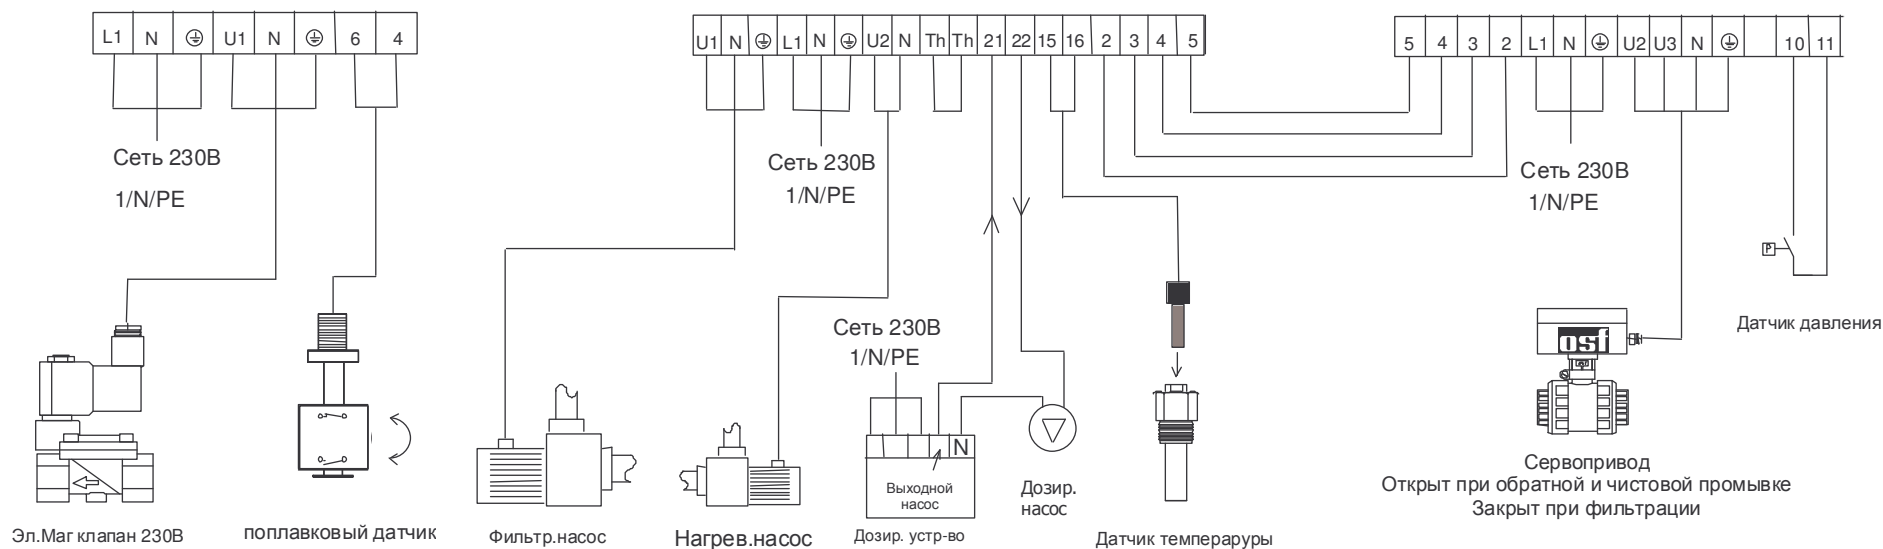 L1 N U1 N 6 4
U1 N L1 N U2 N Th Th 21 22 15 16 2 3 4 5
5 4 3 2 L1 N U2 U3 N 10 11
Сеть 230В
1/N/PE
Сеть 230В
1/N/PE
Сеть 230В
1/N/PE
Сеть 230В
1/N/PE
P
osf
N
Выходной
насос
Эл.Маг клапан 230В
поплавковый датчик
Фильтр.насос
Нагрев.насос
Дозир. устр-во
Дозир.
насос
Датчик темпераруры
Сервопривод
Открыт при обратной и чистовой промывке
Закрыт при фильтрации
Датчик давления